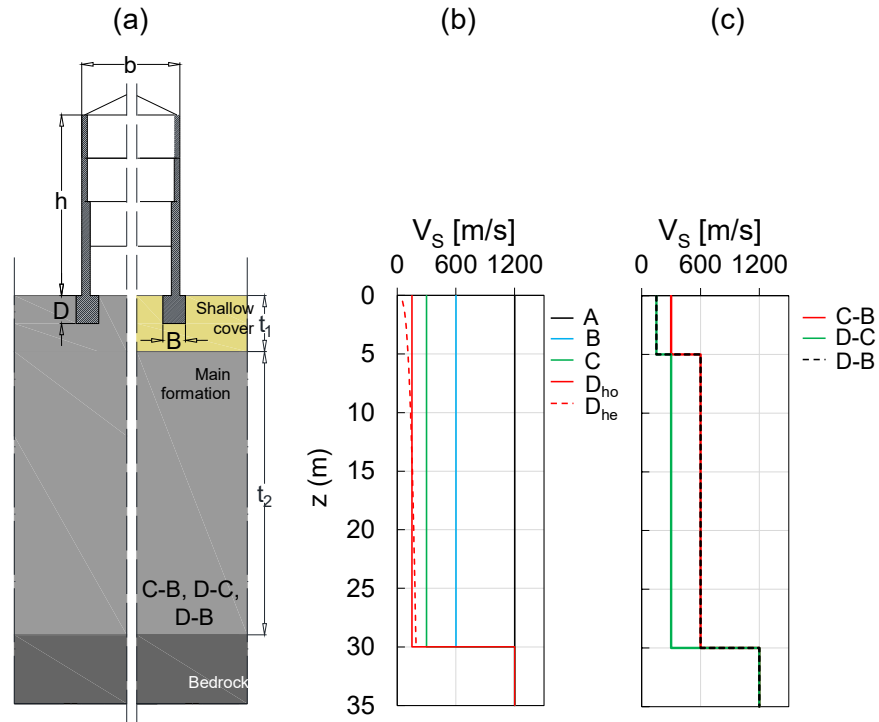 (a)
(b)
(c)
b
h
D
B
Shallow
cover
t1
Main
formation
t2
C-B, D-C,
D-B
Bedrock
VS [m/s]
0 600 1200
z (m)
0
5
10
15
20
25
30
35
A
B
C
Dho
Dhe
VS [m/s]
0 600 1200
C-B
D-C
D-B